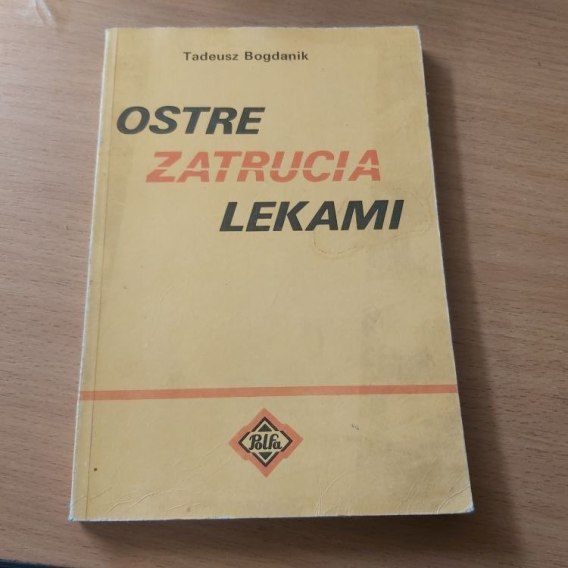 Tadeusz Bogdanik
OSTRE
ZATRUCIA
LEKAMI
Polfa